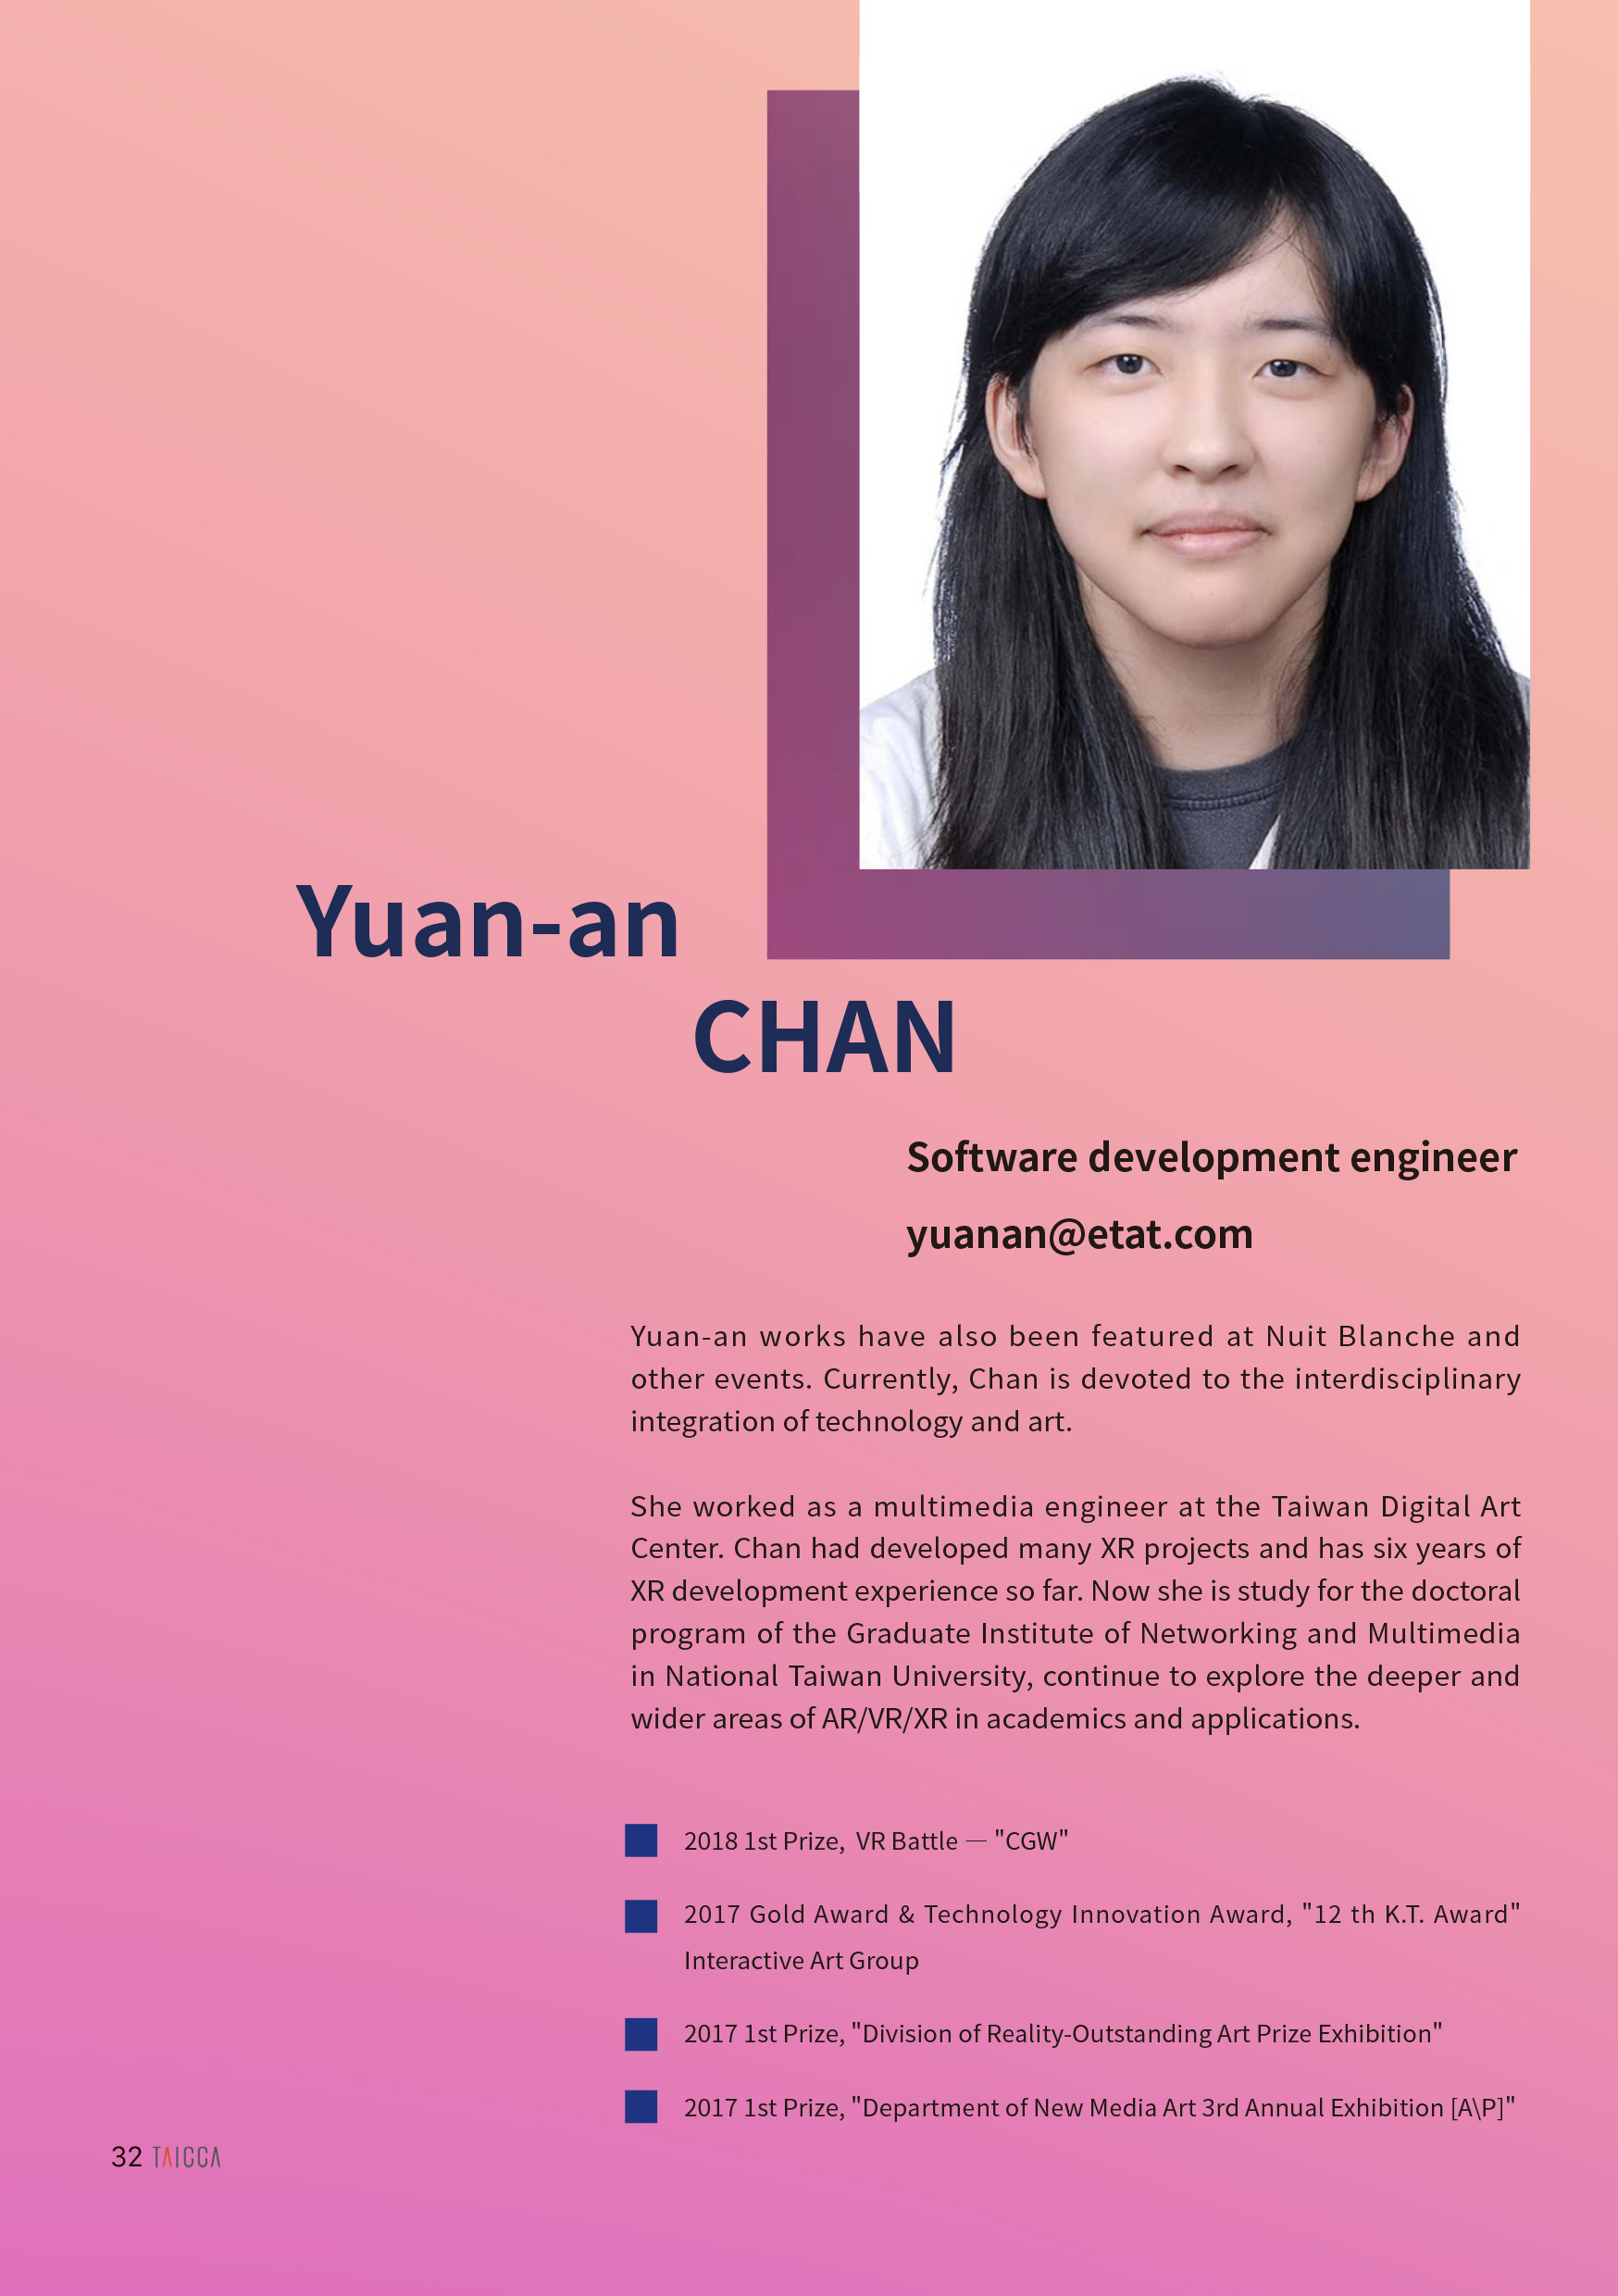 Yuan-an
CHAN
Software development engineer
yuanan@etat.com
Yuan-an works have also been featured at Nuit Blanche and
other events. Currently, Chan is devoted to the interdisciplinary
integration of technology and art.
She worked as a multimedia engineer at the Taiwan Digital Art
Center. Chan had developed many XR projects and has six years of
XR development experience so far. Now she is study for the doctoral
program of the Graduate Institute of Networking and Multimedia
in National Taiwan University, continue to explore the deeper and
wider areas of AR/VR/XR in academics and applications.
2018 1st Prize,  VR Battle — "CGW"
2017 Gold Award & Technology Innovation Award, "12 th K.T. Award"
Interactive Art Group
2017 1st Prize, "Division of Reality-Outstanding Art Prize Exhibition"
2017 1st Prize, "Department of New Media Art 3rd Annual Exhibition [A\P]"
32 TAICCA